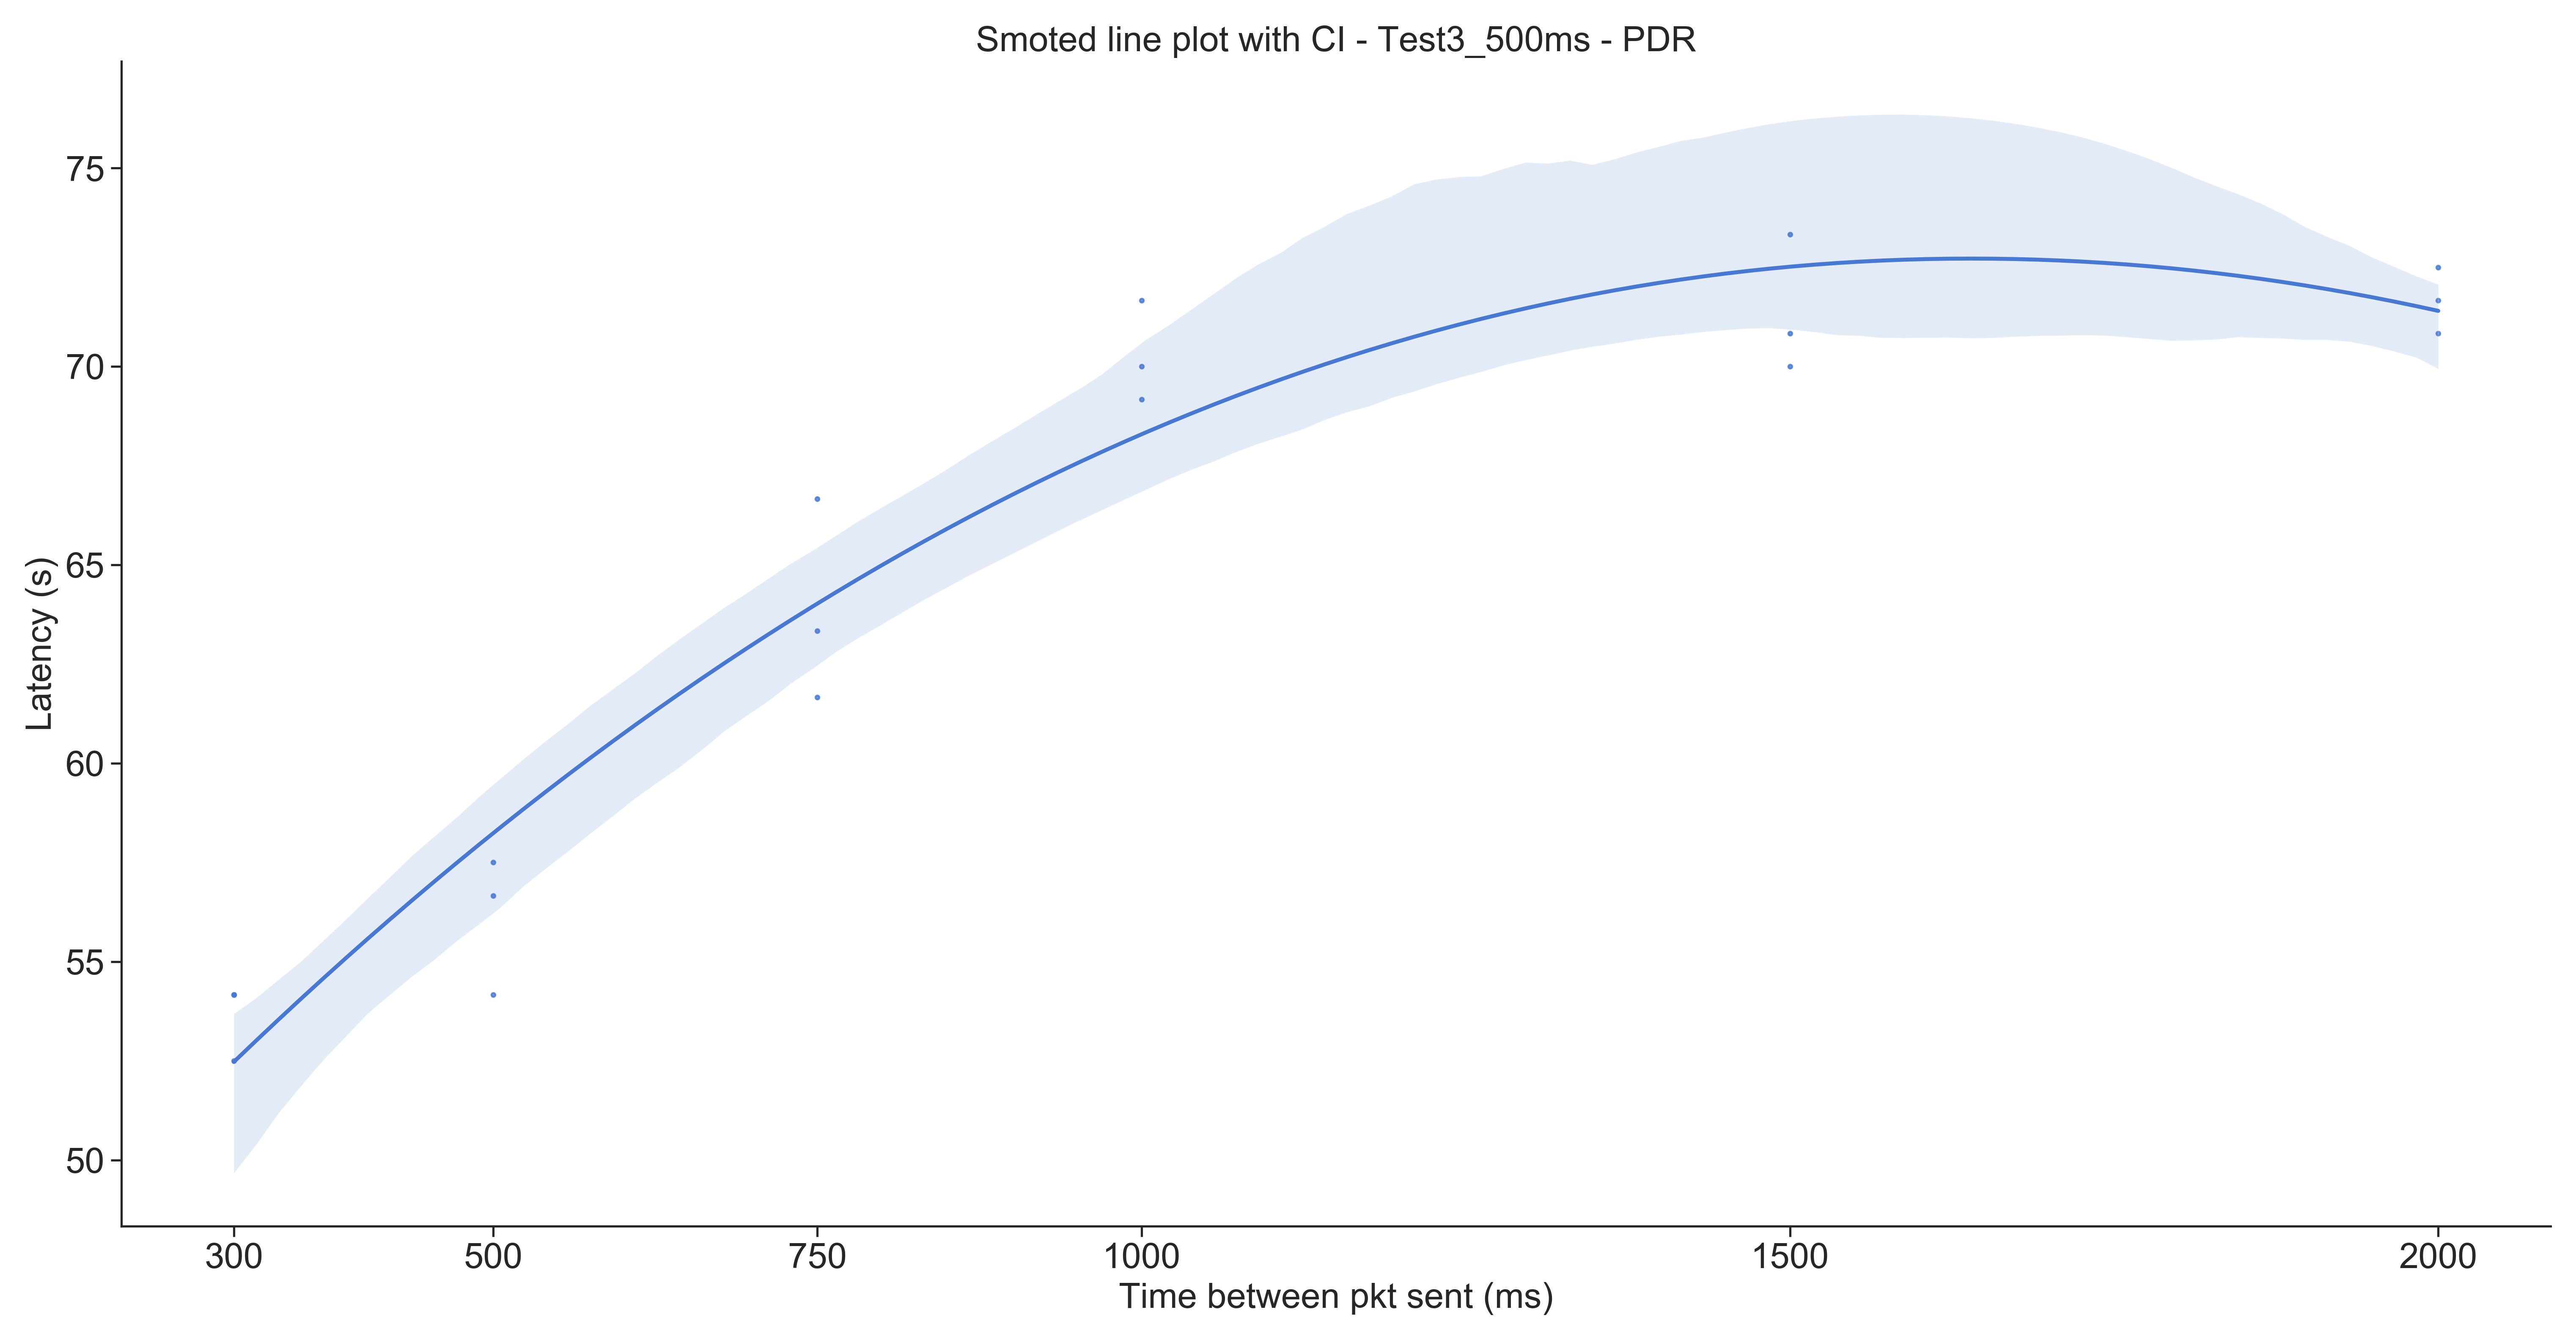 Smoted line plot with CI - Test3_500ms - PDR
75
70
65
60
55
50
Latency (s)
300 500 750 1000 1500 2000
Time between pkt sent (ms)